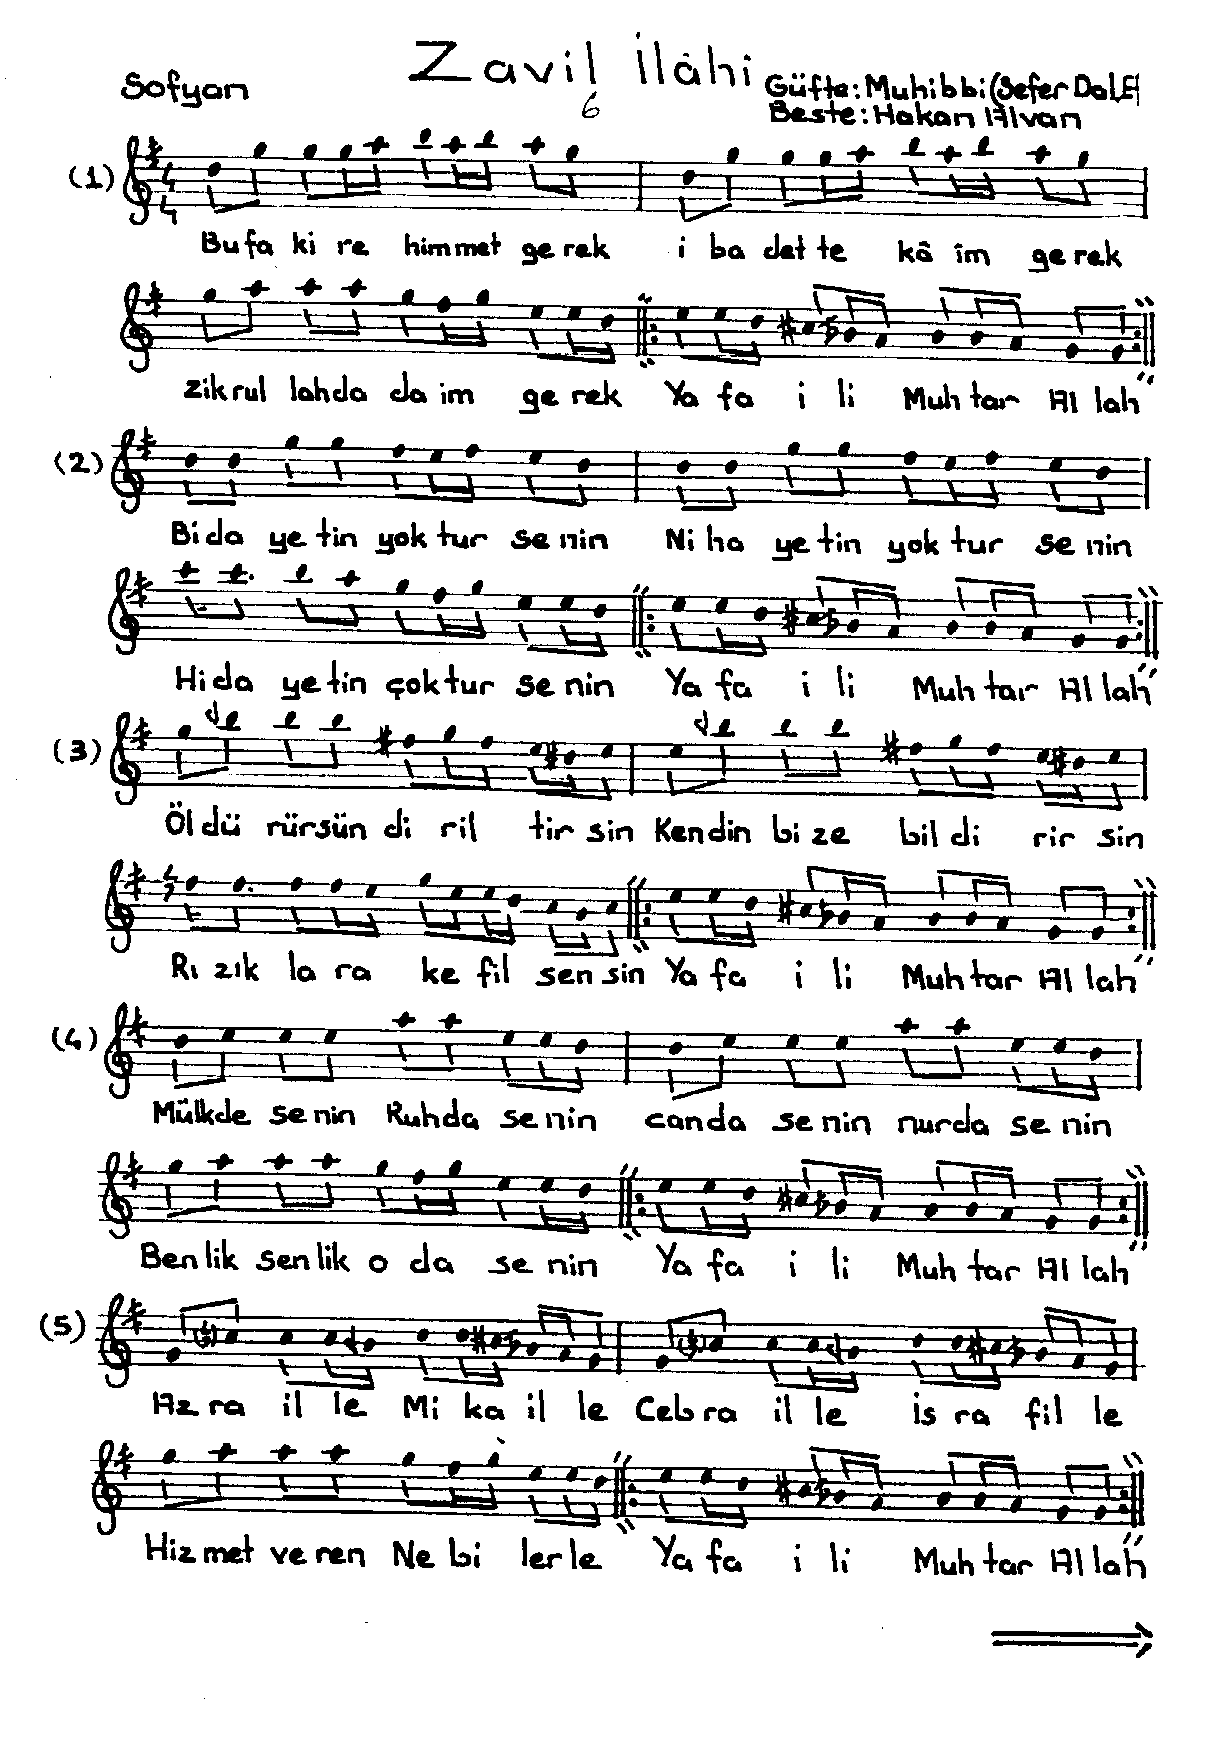 Zavil İlâhi
Sofyan
6
Güfte: Muhibbi (Sefer Dal
Beste: Hakan Alvan
(1)
Bu fa ki re himmet ge rek i ba det te kâ îm ge rek
zik rul lah da da im ge rek Ya fa i li Muh tar Al lah
(2)
Bi da ye tin yok tur se nin Ni ha ye tin yok tur se nin
Hi da ye tin çok tur se nin Ya fa i li Muh tar Al lah
(3)
Öl dü rür sün di ril tir sin Ken din bi ze bil di rir sin
Rı zık la ra ke fil sen sin Ya fa i li Muh tar Al lah
(4)
Mülk de se nin Ruh da se nin can da se nin nur da se nin
Ben lik sen lik o da se nin Ya fa i li Muh tar Al lah
(5)
Az ra il le Mi ka il le Ceb ra il le is ra fil le
Hiz met ve ren Ne bi ler le Ya fa i li Muh tar Al lah